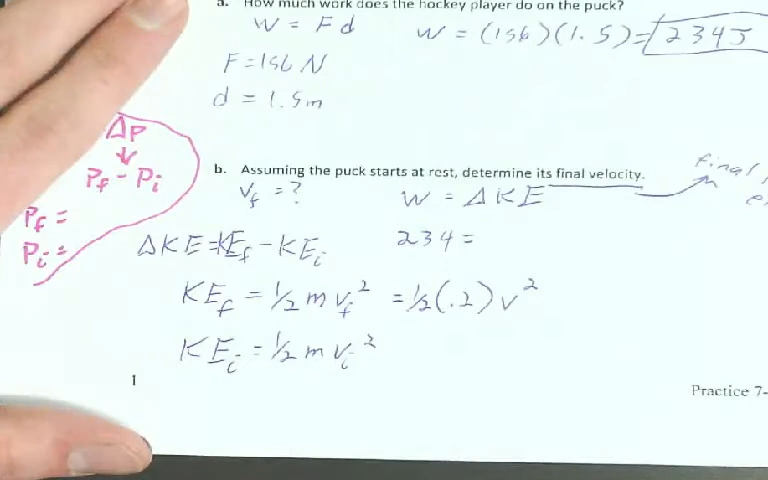 a. How much work does the hockey player do on the puck?
W = Fd
W = (156)(1.5) = 234J
F = 156 N
d = 1.5m
Δp
↓
Pf - Pi
Pf =
Pi =
b. Assuming the puck starts at rest, determine its final velocity.
final
Vf = ?
W = ΔKE
ΔKE = KEf - KEi
234 =
KEf = 1/2 m vf² = 1/2(.2) v²
KEi = 1/2 m vi²
1
Practice 7-